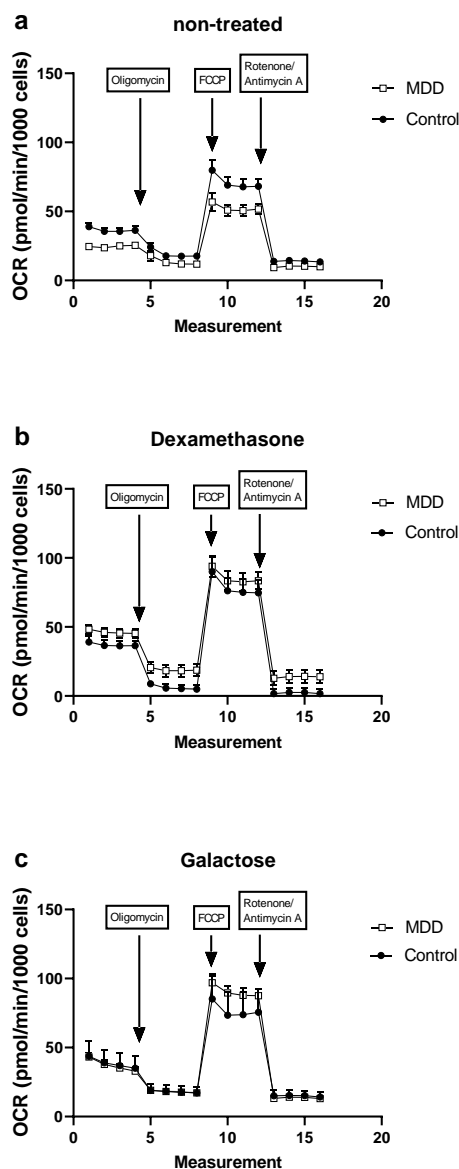 a
non-treated
OCR (pmol/min/1000 cells)
150
100
50
0
Oligomycin
FCCP
Rotenone/
Antimycin A
MDD
Control
0 5 10 15 20
Measurement
b
Dexamethasone
OCR (pmol/min/1000 cells)
150
100
50
0
Oligomycin
FCCP
Rotenone/
Antimycin A
MDD
Control
0 5 10 15 20
Measurement
c
Galactose
OCR (pmol/min/1000 cells)
150
100
50
0
Oligomycin
FCCP
Rotenone/
Antimycin A
MDD
Control
0 5 10 15 20
Measurement